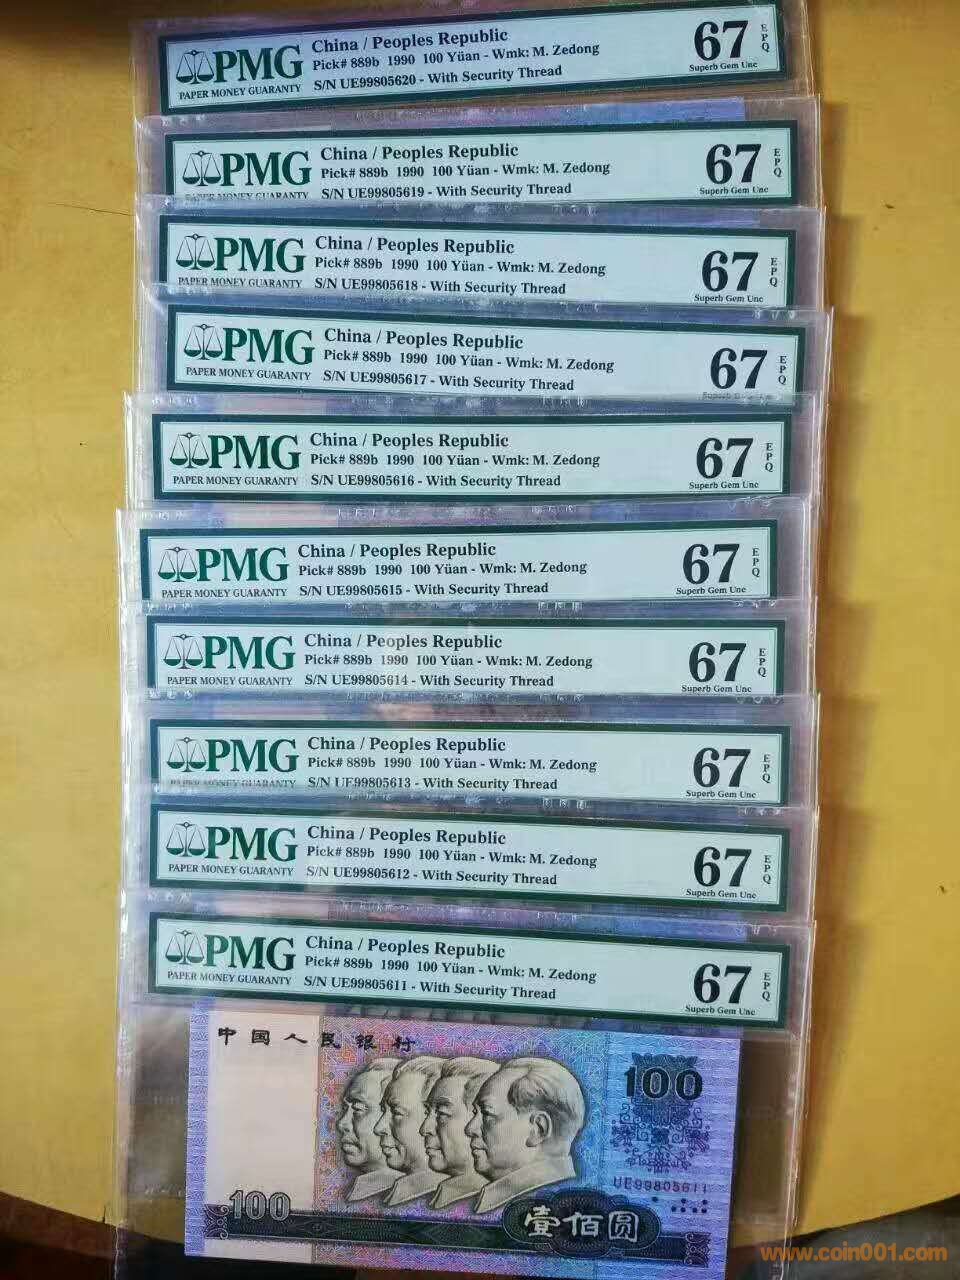 PMG
PAPER MONEY GUARANTY
China / Peoples Republic
Pick# 889b 1990 100 Yüan - Wmk: M. Zedong
S/N UE99805620 - With Security Thread
67
EPQ
Superb Gem Unc
PMG
PAPER MONEY GUARANTY
China / Peoples Republic
Pick# 889b 1990 100 Yüan - Wmk: M. Zedong
S/N UE99805619 - With Security Thread
67
EPQ
Superb Gem Unc
PMG
PAPER MONEY GUARANTY
China / Peoples Republic
Pick# 889b 1990 100 Yüan - Wmk: M. Zedong
S/N UE99805618 - With Security Thread
67
EPQ
Superb Gem Unc
PMG
PAPER MONEY GUARANTY
China / Peoples Republic
Pick# 889b 1990 100 Yüan - Wmk: M. Zedong
S/N UE99805617 - With Security Thread
67
EPQ
Superb Gem Unc
PMG
PAPER MONEY GUARANTY
China / Peoples Republic
Pick# 889b 1990 100 Yüan - Wmk: M. Zedong
S/N UE99805616 - With Security Thread
67
EPQ
Superb Gem Unc
PMG
PAPER MONEY GUARANTY
China / Peoples Republic
Pick# 889b 1990 100 Yüan - Wmk: M. Zedong
S/N UE99805615 - With Security Thread
67
EPQ
Superb Gem Unc
PMG
PAPER MONEY GUARANTY
China / Peoples Republic
Pick# 889b 1990 100 Yüan - Wmk: M. Zedong
S/N UE99805614 - With Security Thread
67
EPQ
Superb Gem Unc
PMG
PAPER MONEY GUARANTY
China / Peoples Republic
Pick# 889b 1990 100 Yüan - Wmk: M. Zedong
S/N UE99805613 - With Security Thread
67
EPQ
Superb Gem Unc
PMG
PAPER MONEY GUARANTY
China / Peoples Republic
Pick# 889b 1990 100 Yüan - Wmk: M. Zedong
S/N UE99805612 - With Security Thread
67
EPQ
Superb Gem Unc
PMG
PAPER MONEY GUARANTY
China / Peoples Republic
Pick# 889b 1990 100 Yüan - Wmk: M. Zedong
S/N UE99805611 - With Security Thread
67
EPQ
Superb Gem Unc
中国人民银行
100
UE99805611
100
壹佰圆
www.coin001.com